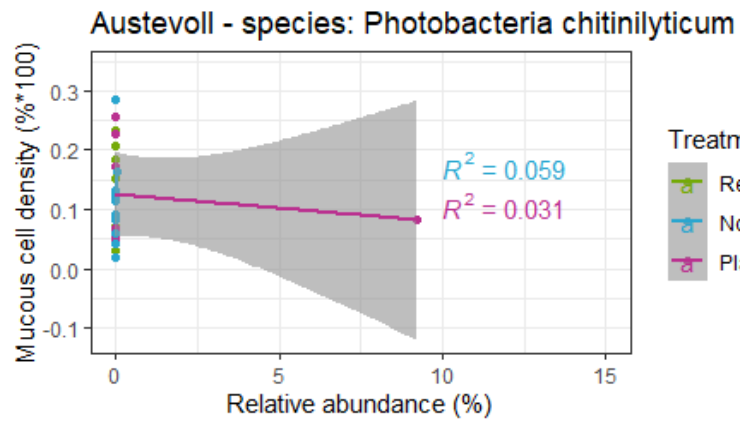 Austevoll - species: Photobacteria chitinilyticum
Mucous cell density (%*100)
0.3
0.2
0.1
0.0
-0.1
R² = 0.059
R² = 0.031
0
5
10
15
Relative abundance (%)
Treatm
a Re
a No
a Pla